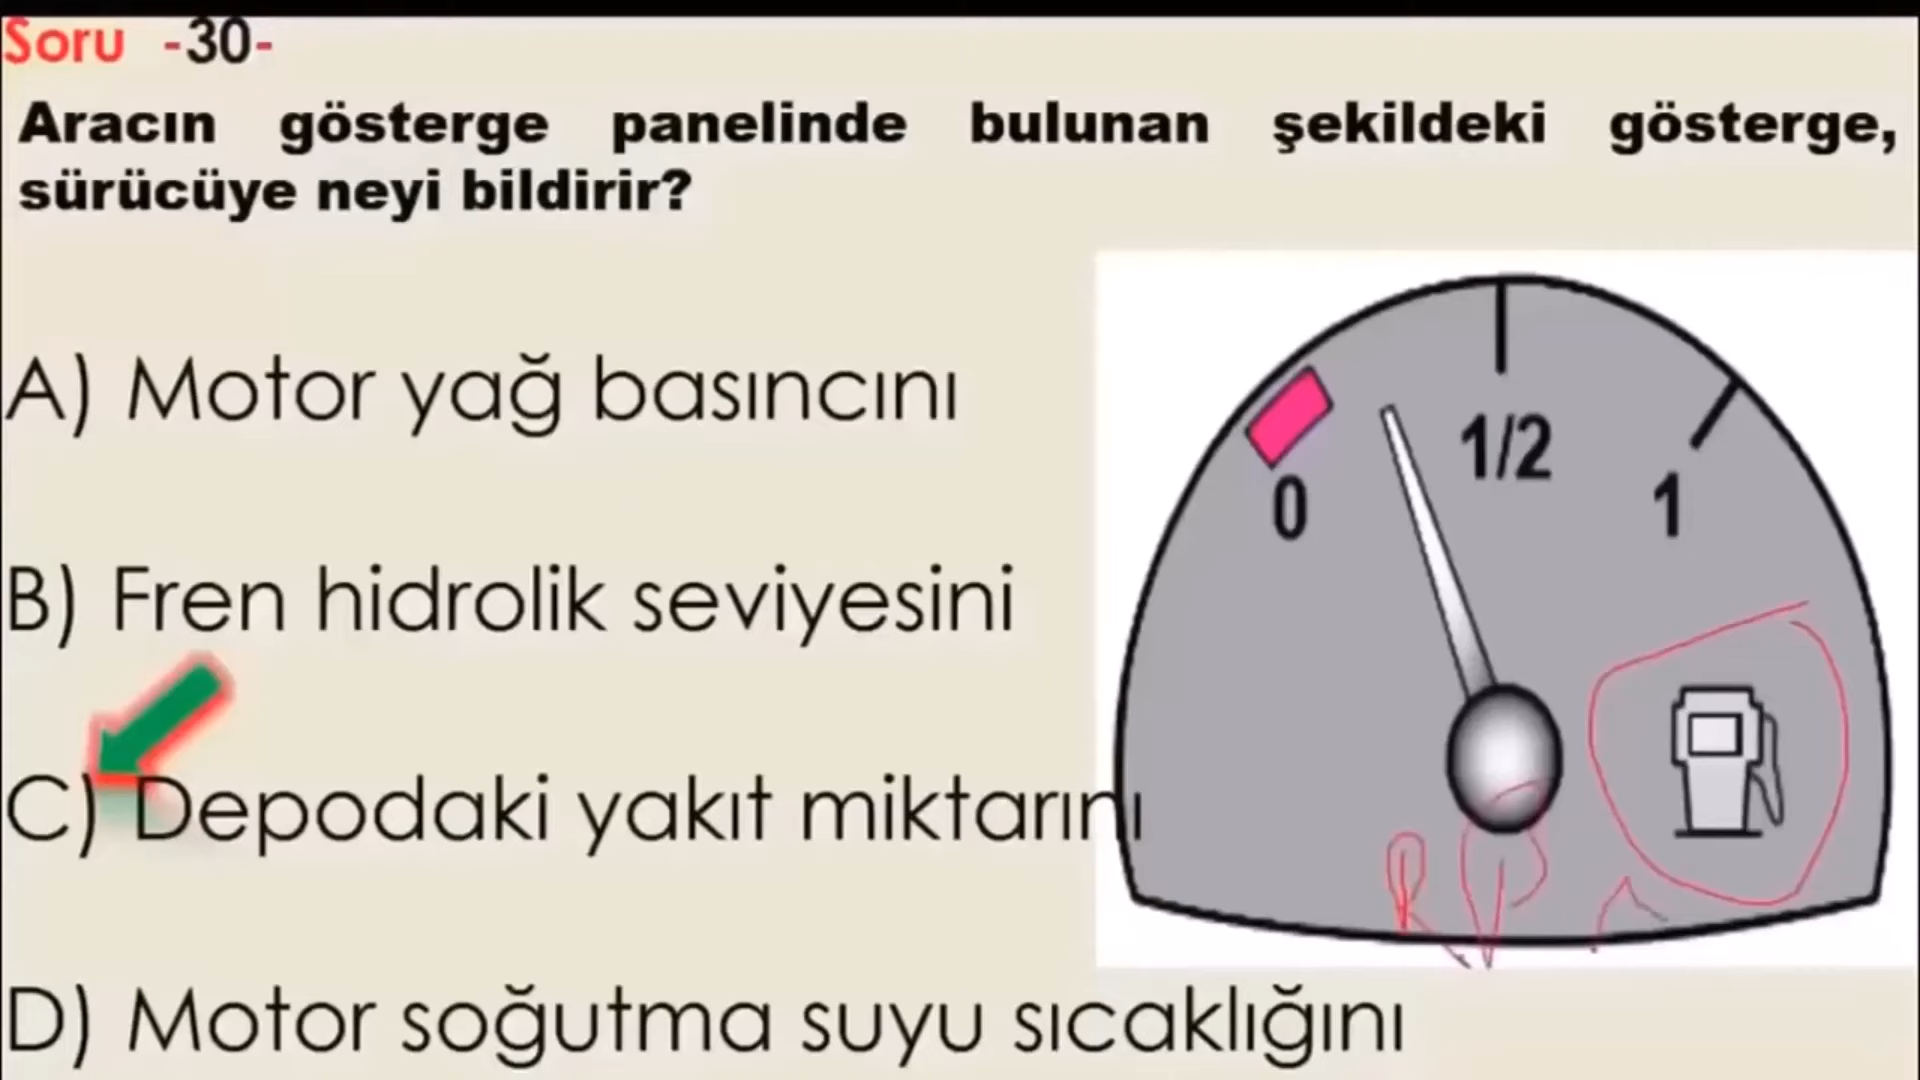 Soru -30-
Aracın gösterge panelinde bulunan şekildeki gösterge,
sürücüye neyi bildirir?
A) Motor yağ basıncını
B) Fren hidrolik seviyesini
C) Depodaki yakıt miktarını
D) Motor soğutma suyu sıcaklığını
0
1/2
1